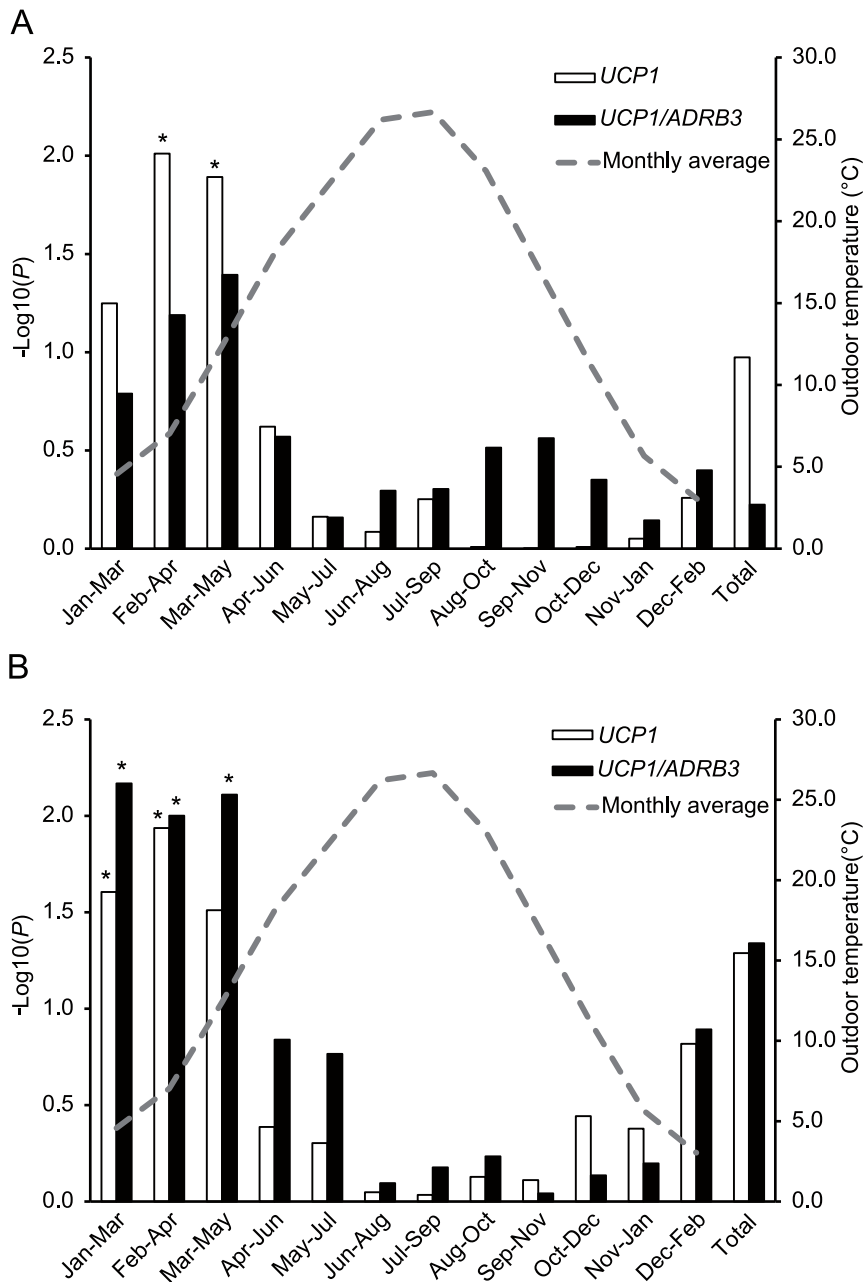 A
2.5
2.0
1.5
1.0
0.5
0.0
-Log10(P)
UCP1
UCP1/ADRB3
Monthly average
30.0
25.0
20.0
15.0
10.0
5.0
0.0
Outdoor temperature (°C)
*
*
Jan-Mar
Feb-Apr
Mar-May
Apr-Jun
May-Jul
Jun-Aug
Jul-Sep
Aug-Oct
Sep-Nov
Oct-Dec
Nov-Jan
Dec-Feb
Total
B
2.5
2.0
1.5
1.0
0.5
0.0
-Log10(P)
UCP1
UCP1/ADRB3
Monthly average
30.0
25.0
20.0
15.0
10.0
5.0
0.0
Outdoor temperature(°C)
*
*
*
*
*
Jan-Mar
Feb-Apr
Mar-May
Apr-Jun
May-Jul
Jun-Aug
Jul-Sep
Aug-Oct
Sep-Nov
Oct-Dec
Nov-Jan
Dec-Feb
Total